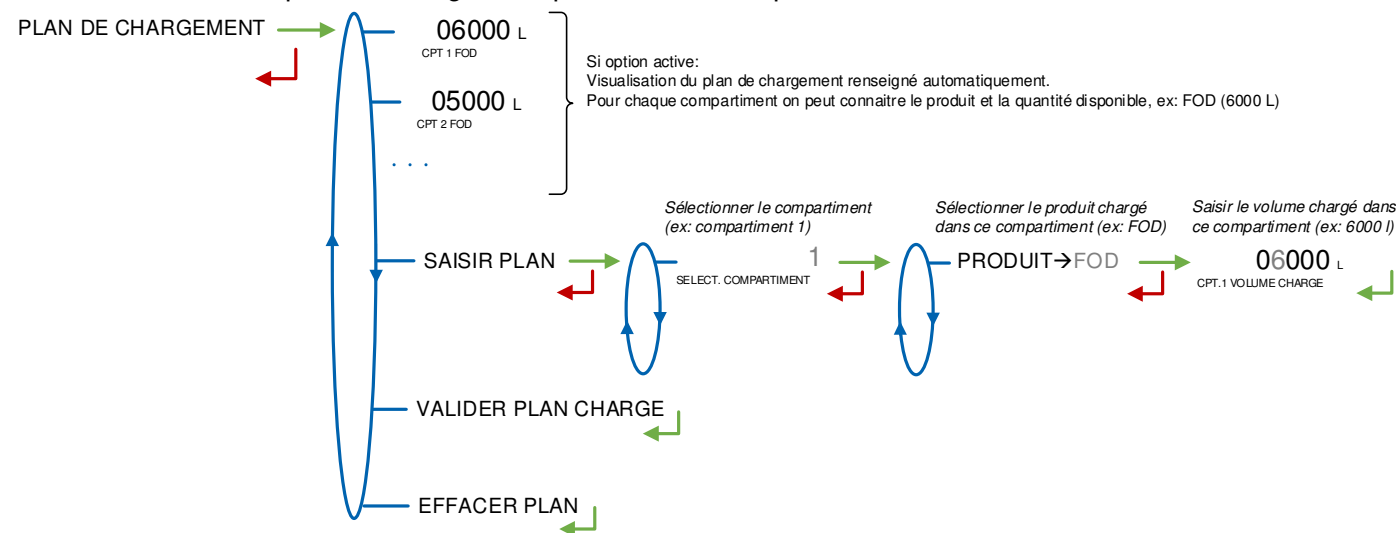 PLAN DE CHARGEMENT
06000 L
CPT 1 FOD
05000 L
CPT 2 FOD
. . .
Si option active:
Visualisation du plan de chargement renseigné automatiquement.
Pour chaque compartiment on peut connaitre le produit et la quantité disponible, ex: FOD (6000 L)
Sélectionner le compartiment
(ex: compartiment 1)
Sélectionner le produit chargé
dans ce compartiment (ex: FOD)
Saisir le volume chargé dans
ce compartiment (ex: 6000 l)
SAISIR PLAN
1
SELECT. COMPARTIMENT
PRODUIT→FOD
06000 L
CPT.1 VOLUME CHARGE
VALIDER PLAN CHARGE
EFFACER PLAN